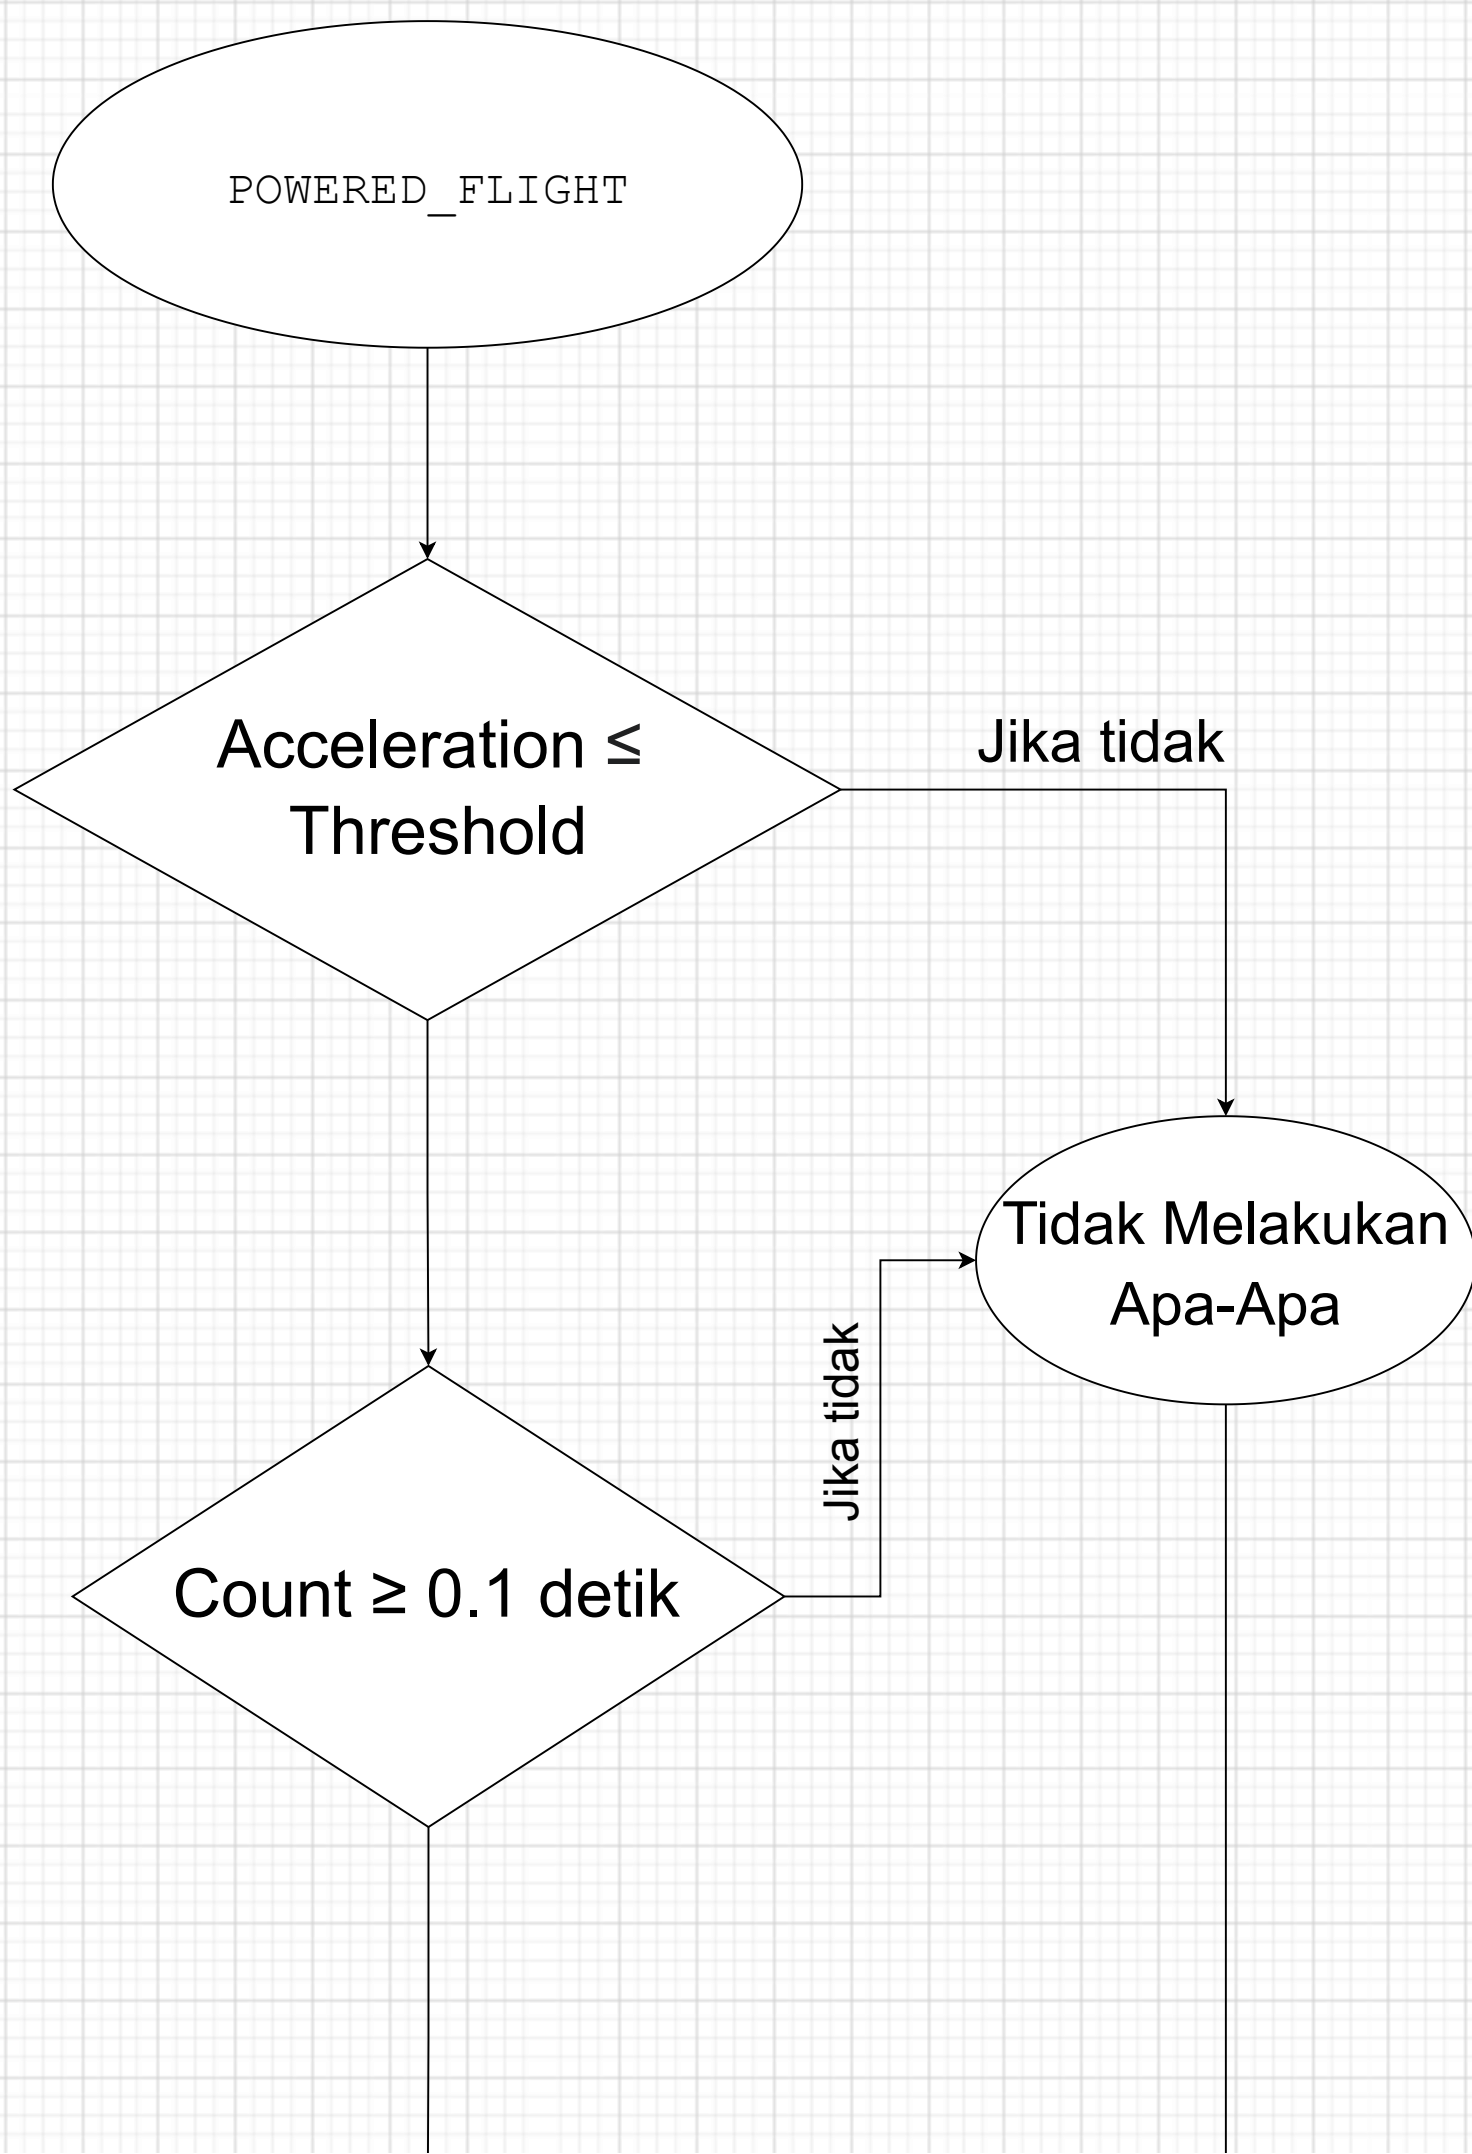 POWERED_FLIGHT
Acceleration ≤
Threshold
Jika tidak
Tidak Melakukan
Apa-Apa
Jika tidak
Count ≥ 0.1 detik